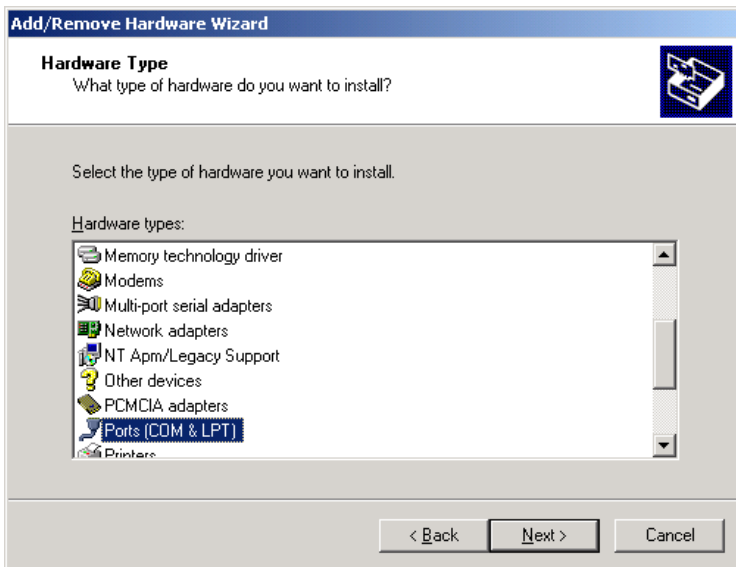 Add/Remove Hardware Wizard
Hardware Type
What type of hardware do you want to install?
Select the type of hardware you want to install.
Hardware types:
Memory technology driver
Modems
Multi-port serial adapters
Network adapters
NT Apm/Legacy Support
Other devices
PCMCIA adapters
Ports (COM & LPT)
Printers
< Back Next > Cancel